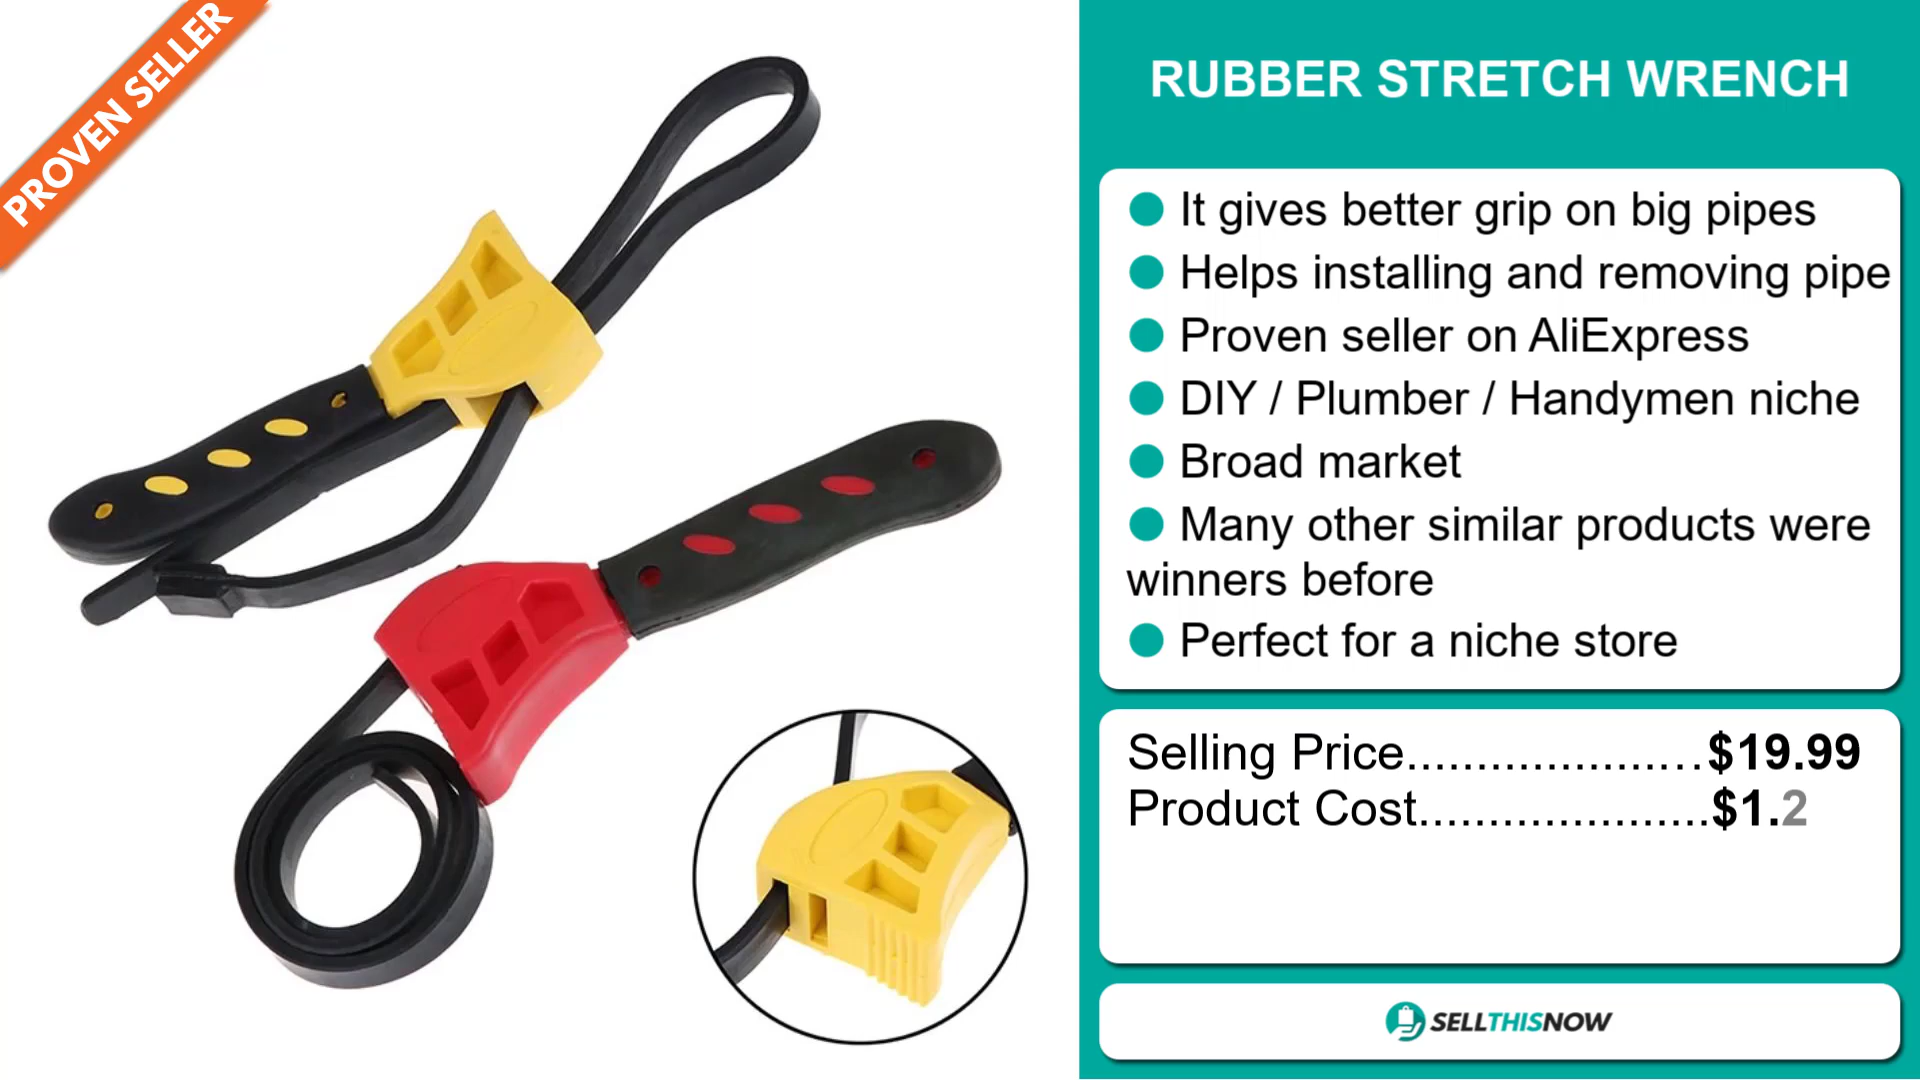 PROVEN SELLER
RUBBER STRETCH WRENCH
It gives better grip on big pipes
Helps installing and removing pipe
Proven seller on AliExpress
DIY / Plumber / Handymen niche
Broad market
Many other similar products were
winners before
Perfect for a niche store
Selling Price.....................$19.99
Product Cost.....................$1.2
SELLTHISNOW